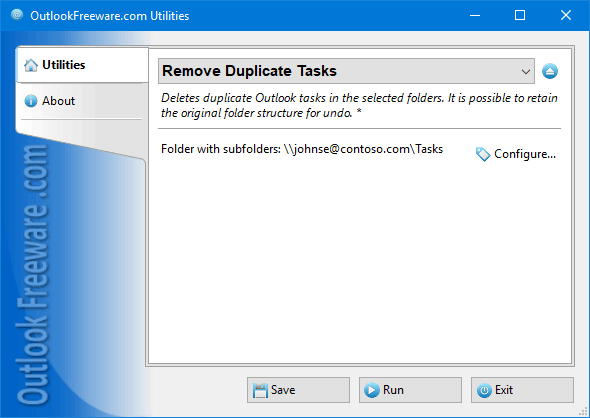 OutlookFreeware.com Utilities
Utilities
About
Remove Duplicate Tasks
Deletes duplicate Outlook tasks in the selected folders. It is possible to retain
the original folder structure for undo. *
Folder with subfolders: \\johnse@contoso.com\Tasks
Configure...
Outlook Freeware .com
Save
Run
Exit